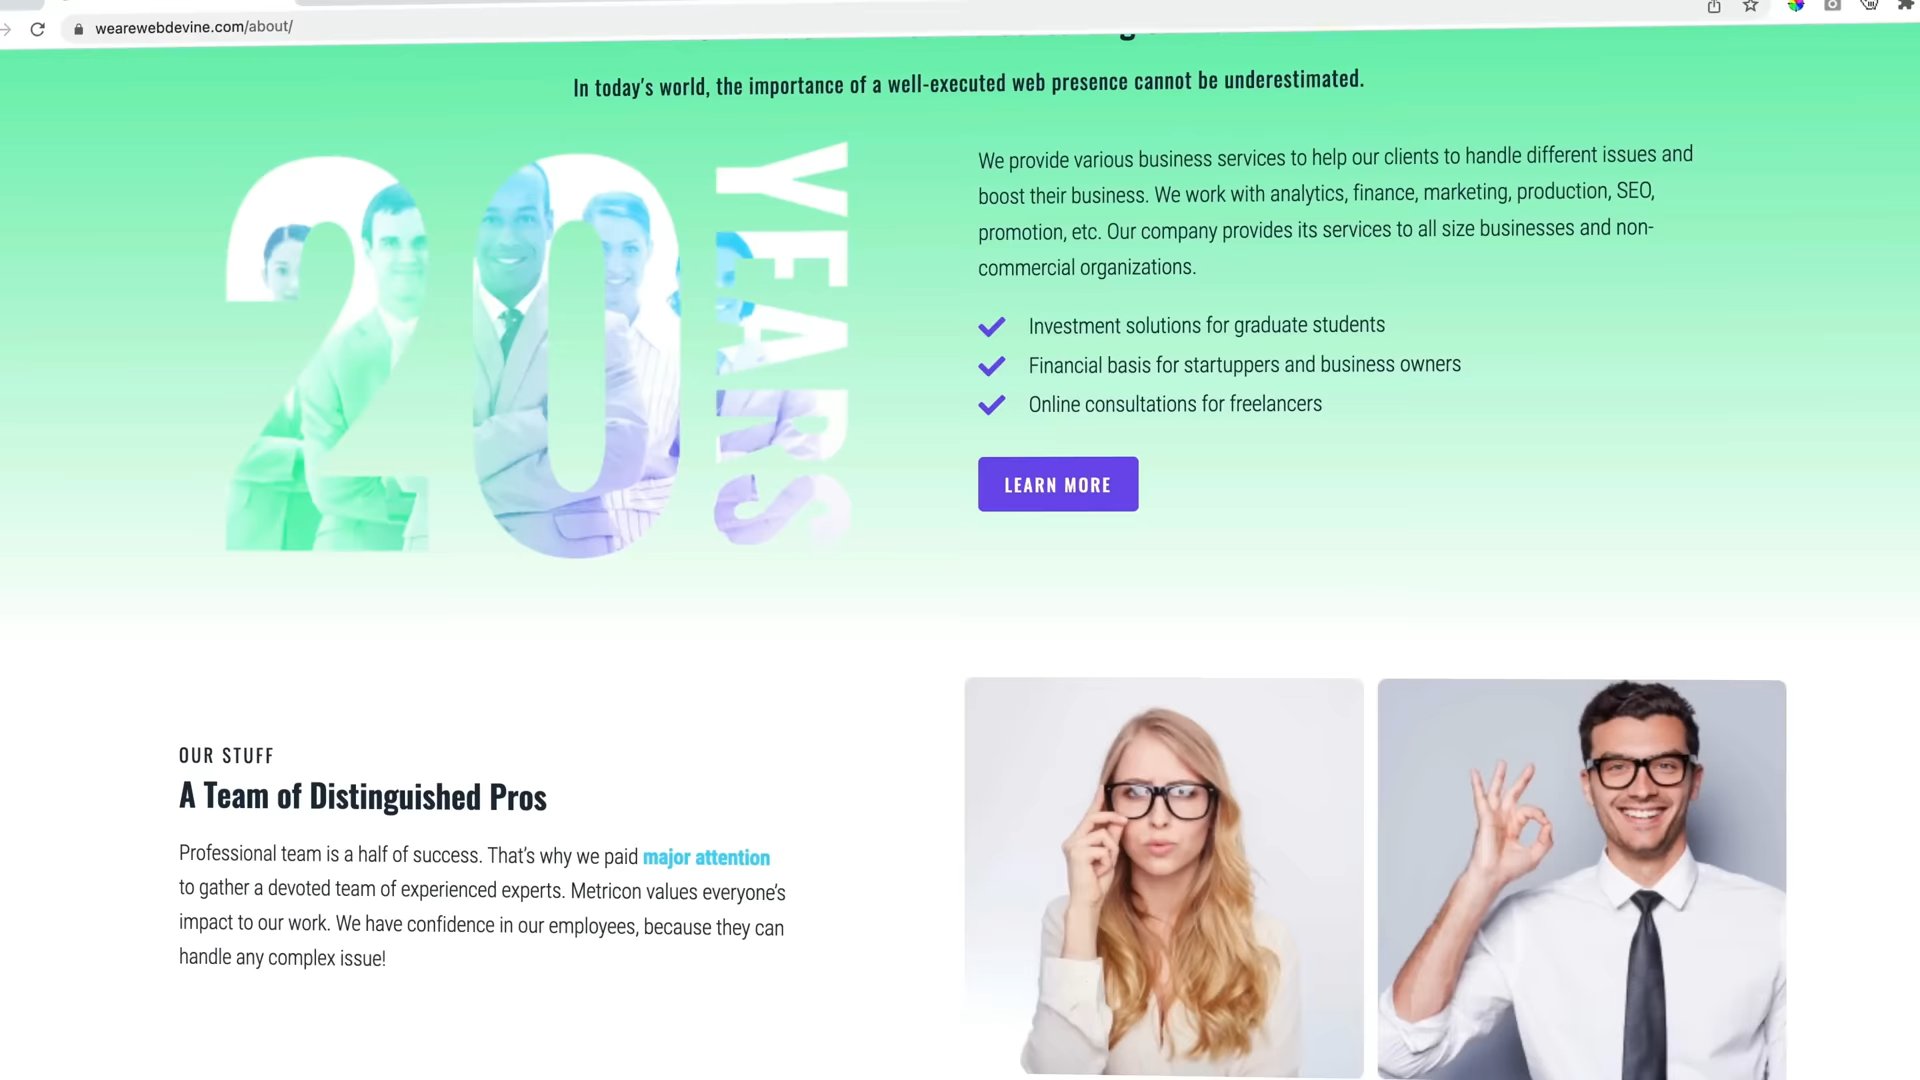 wearewebdevine.com/about/
In today's world, the importance of a well-executed web presence cannot be underestimated.
20 YEARS
We provide various business services to help our clients to handle different issues and
boost their business. We work with analytics, finance, marketing, production, SEO,
promotion, etc. Our company provides its services to all size businesses and non-
commercial organizations.
Investment solutions for graduate students
Financial basis for startuppers and business owners
Online consultations for freelancers
LEARN MORE
OUR STUFF
A Team of Distinguished Pros
Professional team is a half of success. That's why we paid major attention
to gather a devoted team of experienced experts. Metricon values everyone's
impact to our work. We have confidence in our employees, because they can
handle any complex issue!